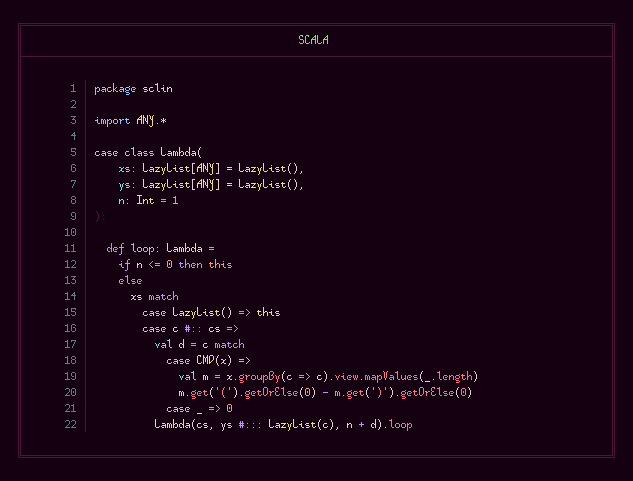 SCALA
1 package sclin
2
3 import ANY.*
4
5 case class Lambda(
6     xs: LazyList[ANY] = LazyList(),
7     ys: LazyList[ANY] = LazyList(),
8     n: Int = 1
9 ):
10
11   def loop: Lambda =
12     if n <= 0 then this
13     else
14       xs match
15         case LazyList() => this
16         case c #:: cs =>
17           val d = c match
18             case CMD(x) =>
19               val m = x.groupBy(c => c).view.mapValues(_.length)
20               m.get('(').getOrElse(0) - m.get(')').getOrElse(0)
21             case _ => 0
22           Lambda(cs, ys #::: LazyList(c), n + d).loop